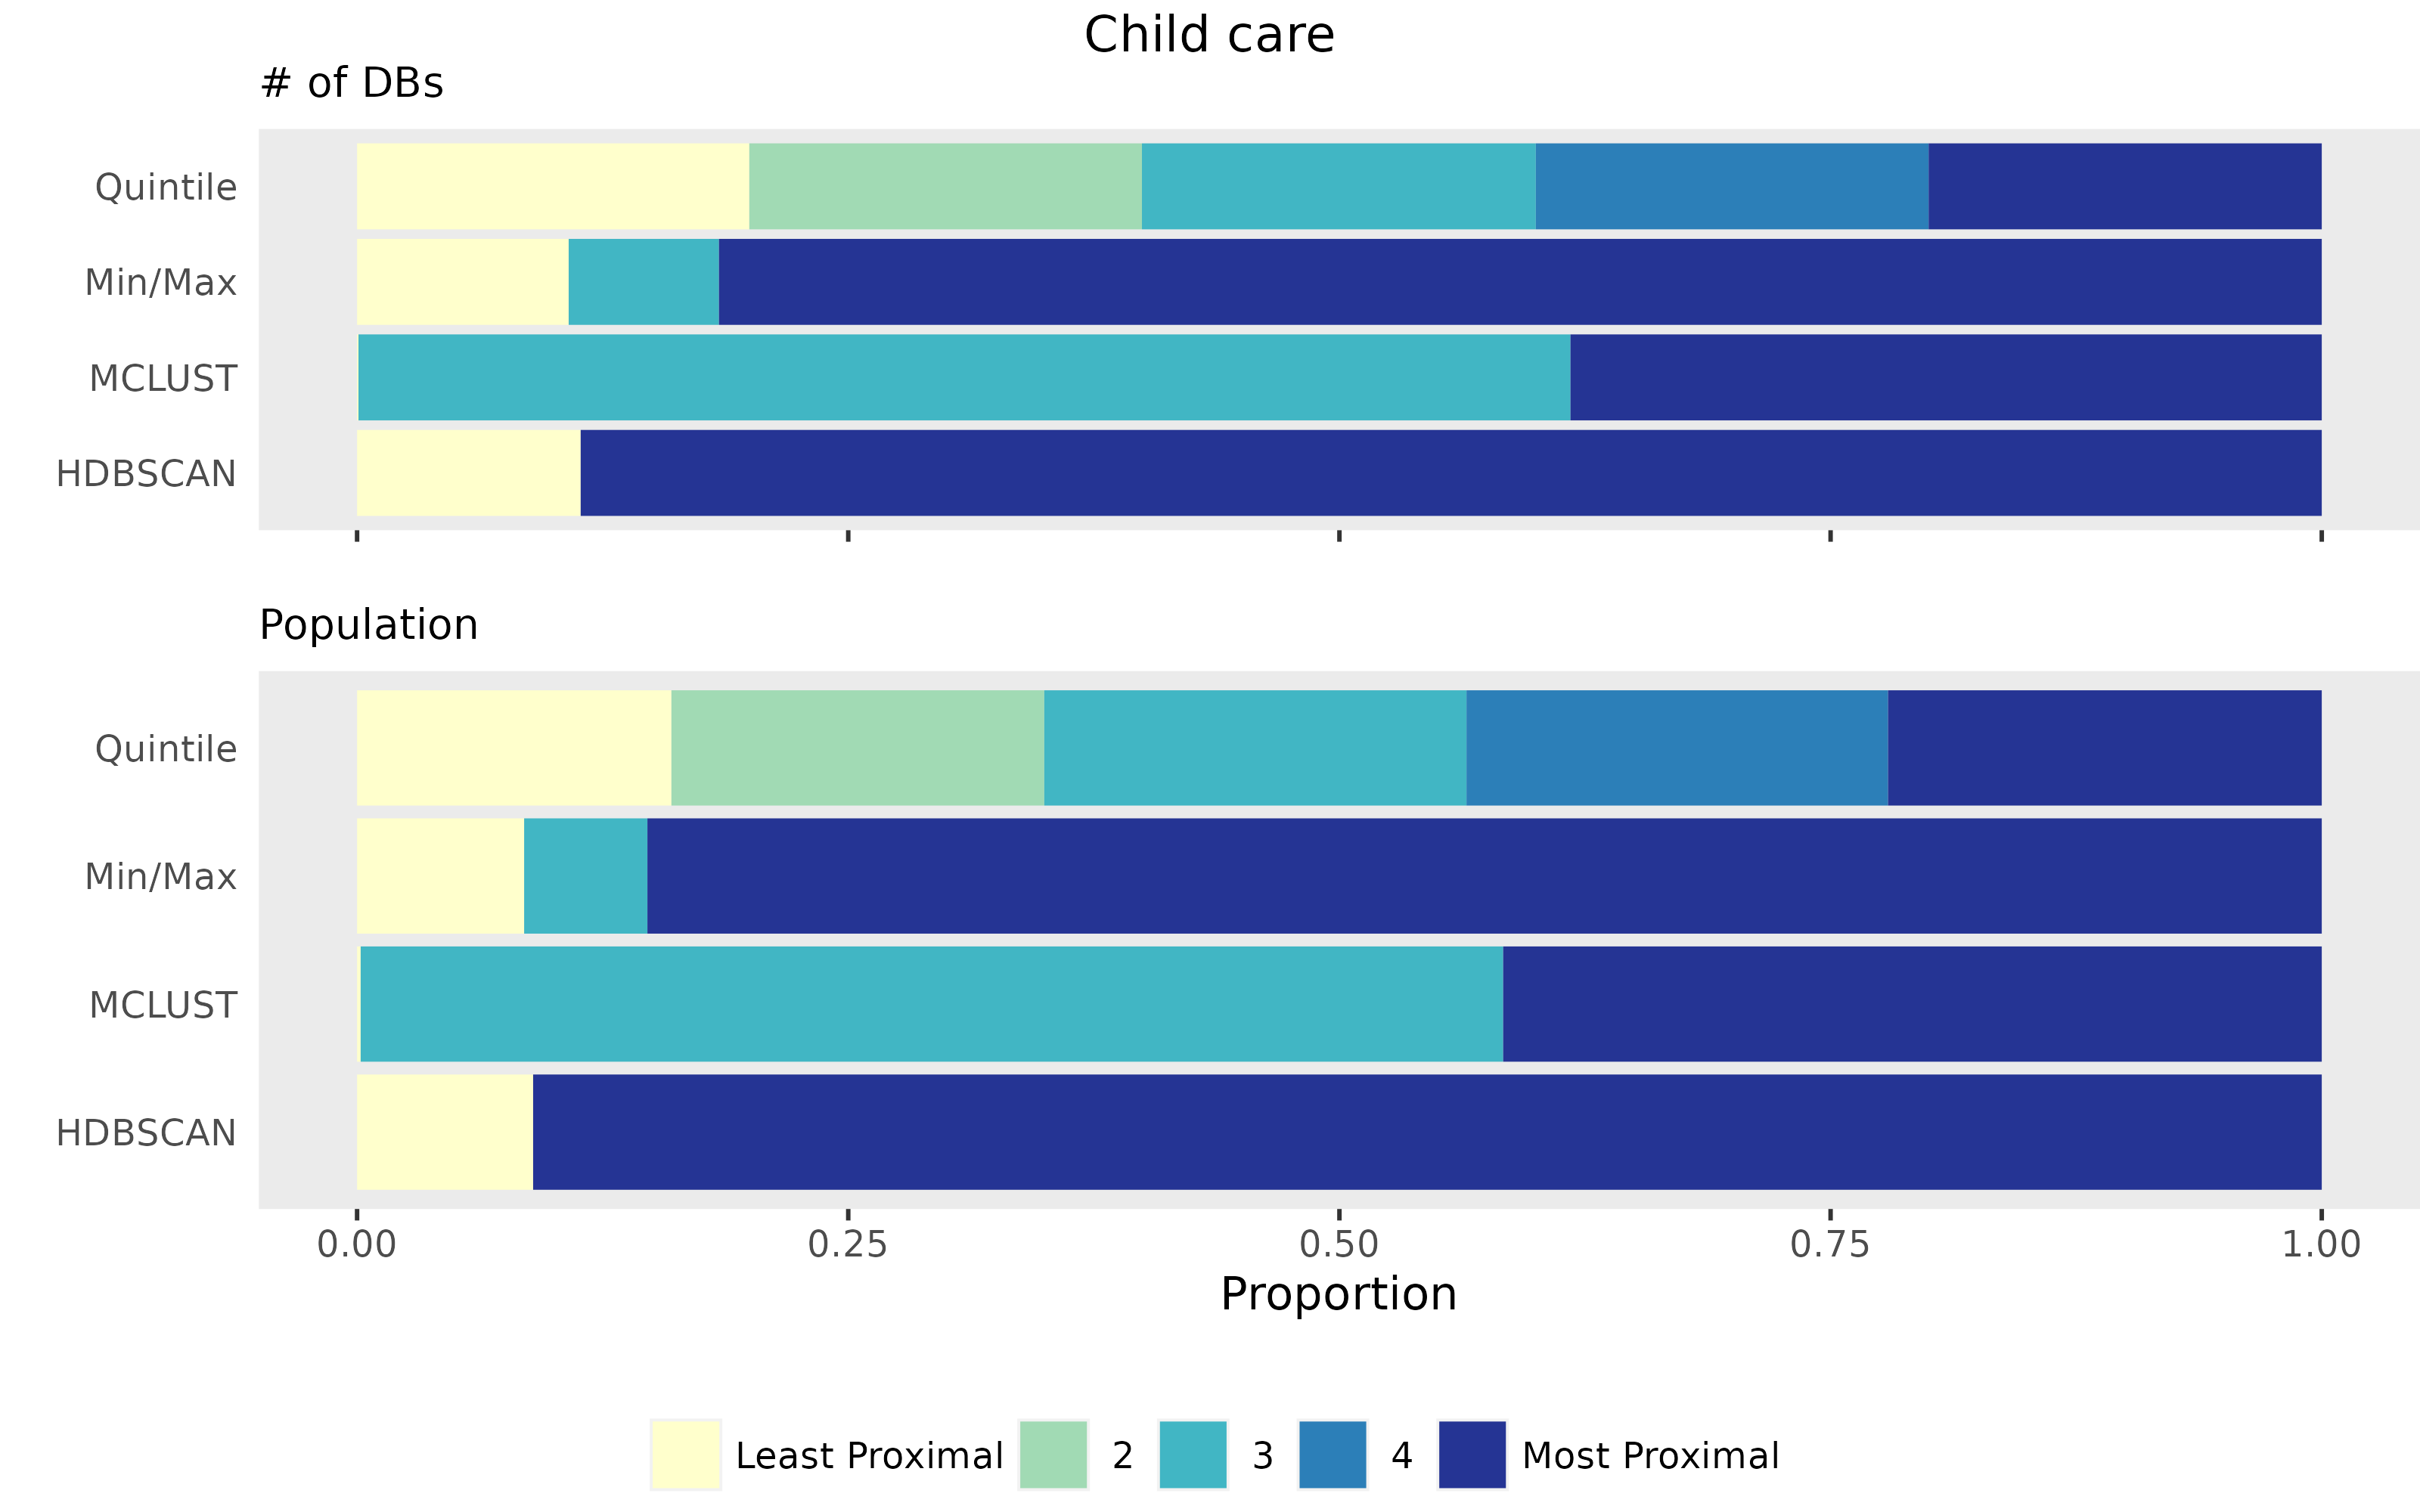 Child care
# of DBs
Quintile
Min/Max
MCLUST
HDBSCAN
Population
Quintile
Min/Max
MCLUST
HDBSCAN
0.00 0.25 0.50 0.75 1.00
Proportion
Least Proximal 2 3 4 Most Proximal